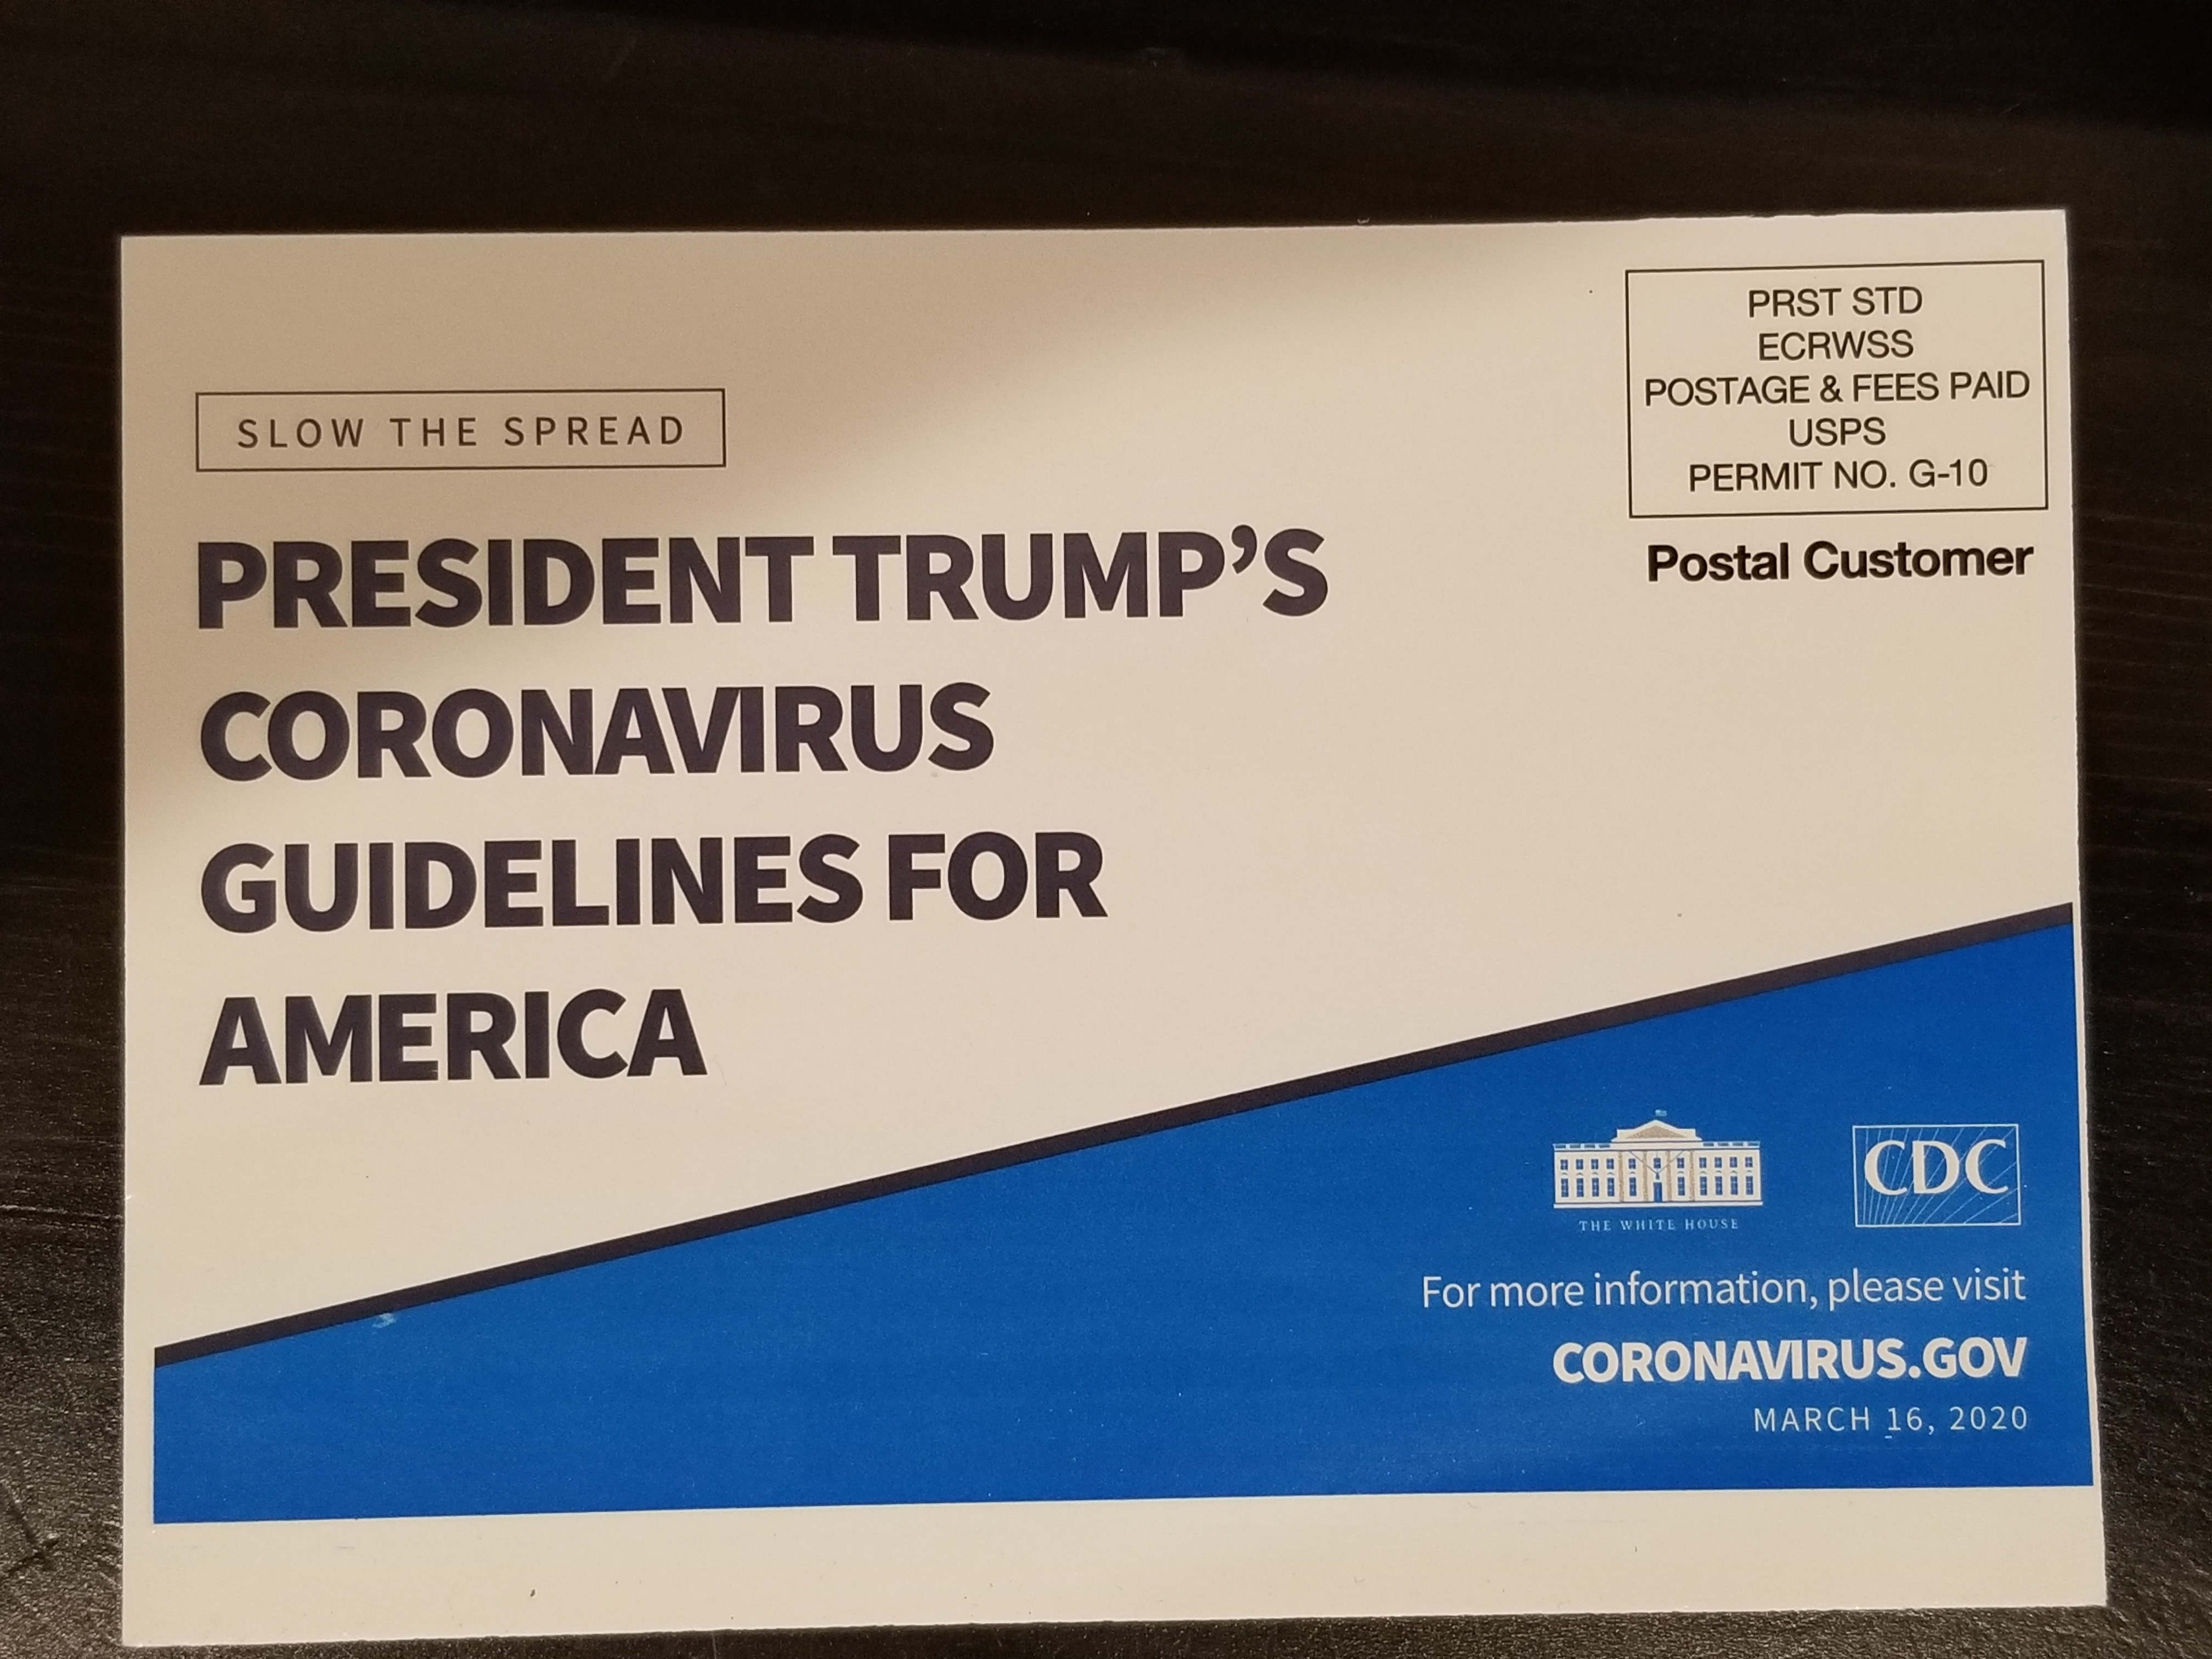 PRST STD
ECRWSS
POSTAGE & FEES PAID
USPS
PERMIT NO. G-10
Postal Customer
SLOW THE SPREAD
PRESIDENT TRUMP’S
CORONAVIRUS
GUIDELINES FOR
AMERICA
THE WHITE HOUSE
CDC
For more information, please visit
CORONAVIRUS.GOV
MARCH 16, 2020